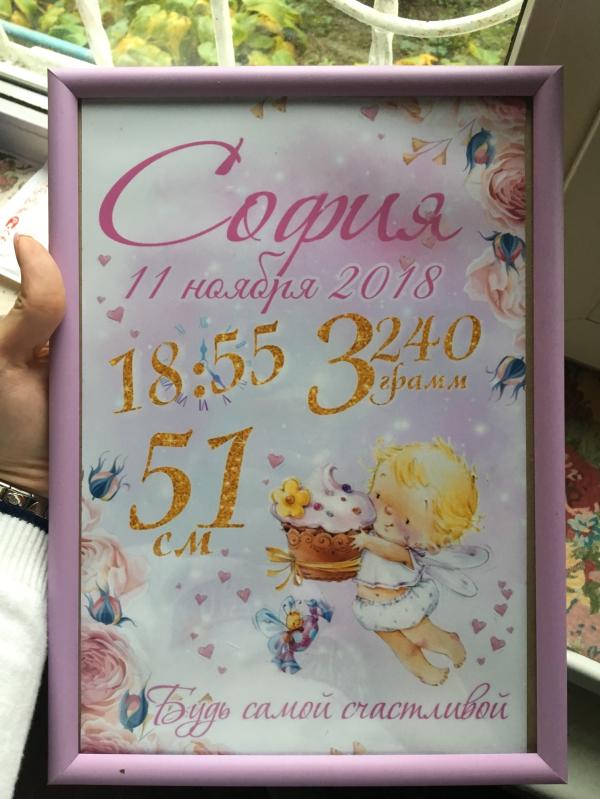 София
11 ноября 2018
18:55 3240
грамм
51
см
Будь самой счастливой